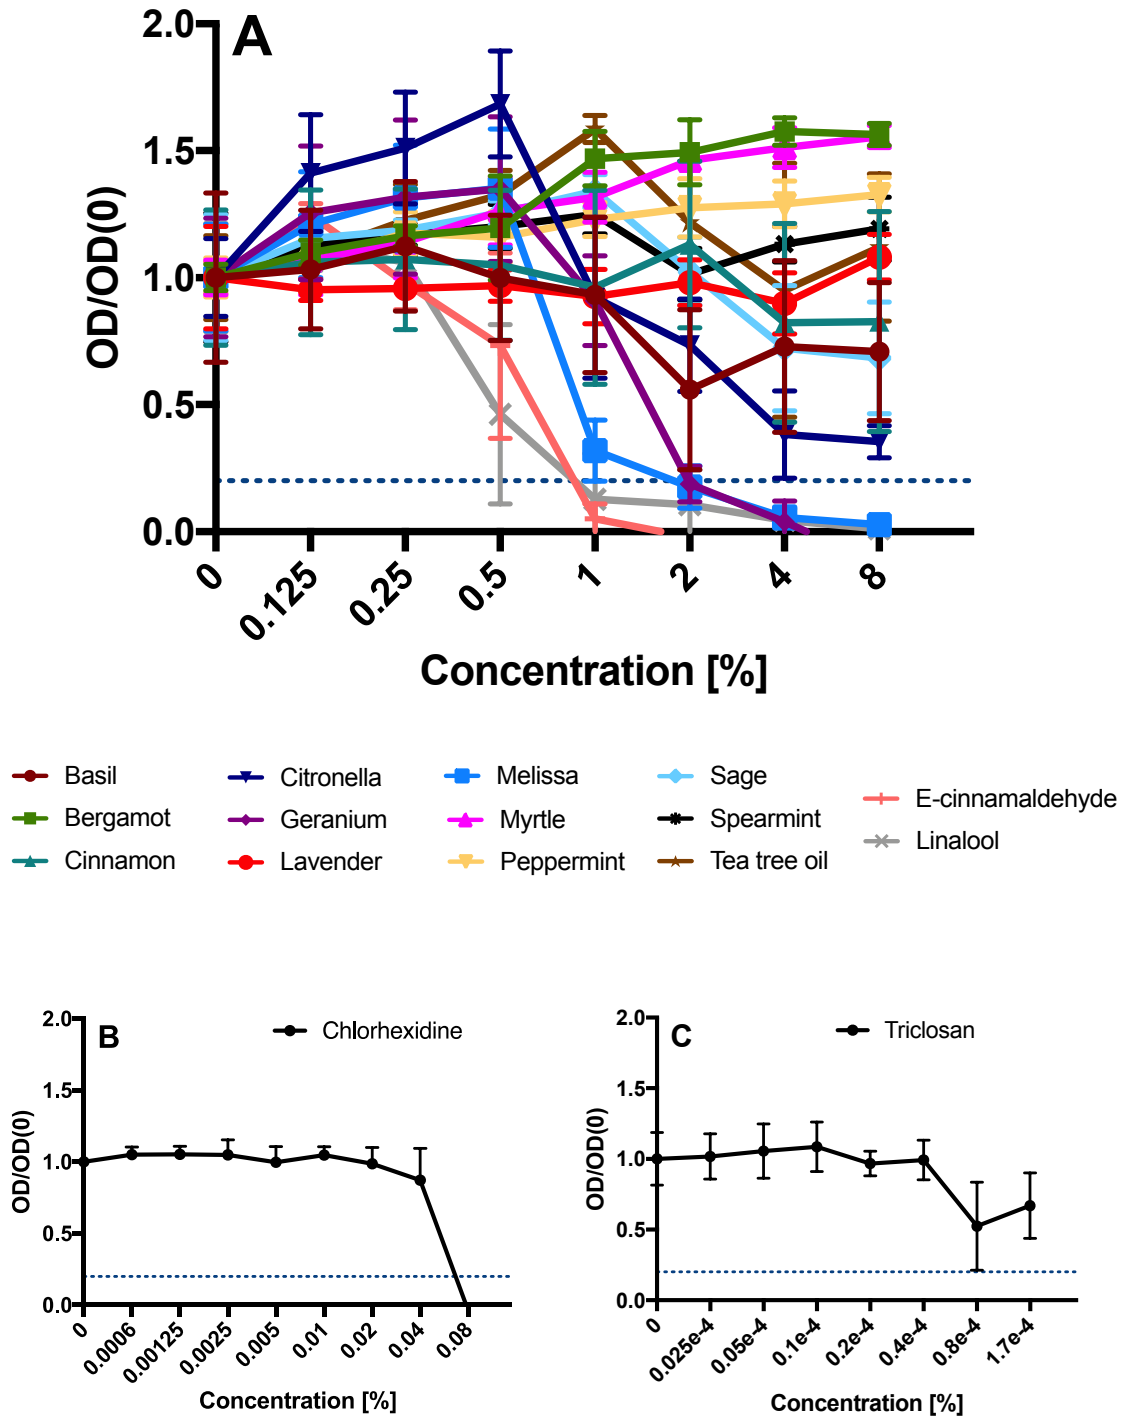 A
2.0
1.5
1.0
0.5
0.0
OD/OD(0)
0 0.125 0.25 0.5 1 2 4 8
Concentration [%]
Basil Citronella Melissa Sage E-cinnamaldehyde
Bergamot Geranium Myrtle Spearmint Linalool
Cinnamon Lavender Peppermint Tea tree oil
B
Chlorhexidine
2.0
1.5
1.0
0.5
0.0
OD/OD(0)
0 0.0006 0.00125 0.0025 0.005 0.01 0.02 0.04 0.08
Concentration [%]
C
Triclosan
2.0
1.5
1.0
0.5
0.0
OD/OD(0)
0 0.025e-4 0.05e-4 0.1e-4 0.2e-4 0.4e-4 0.8e-4 1.7e-4
Concentration [%]